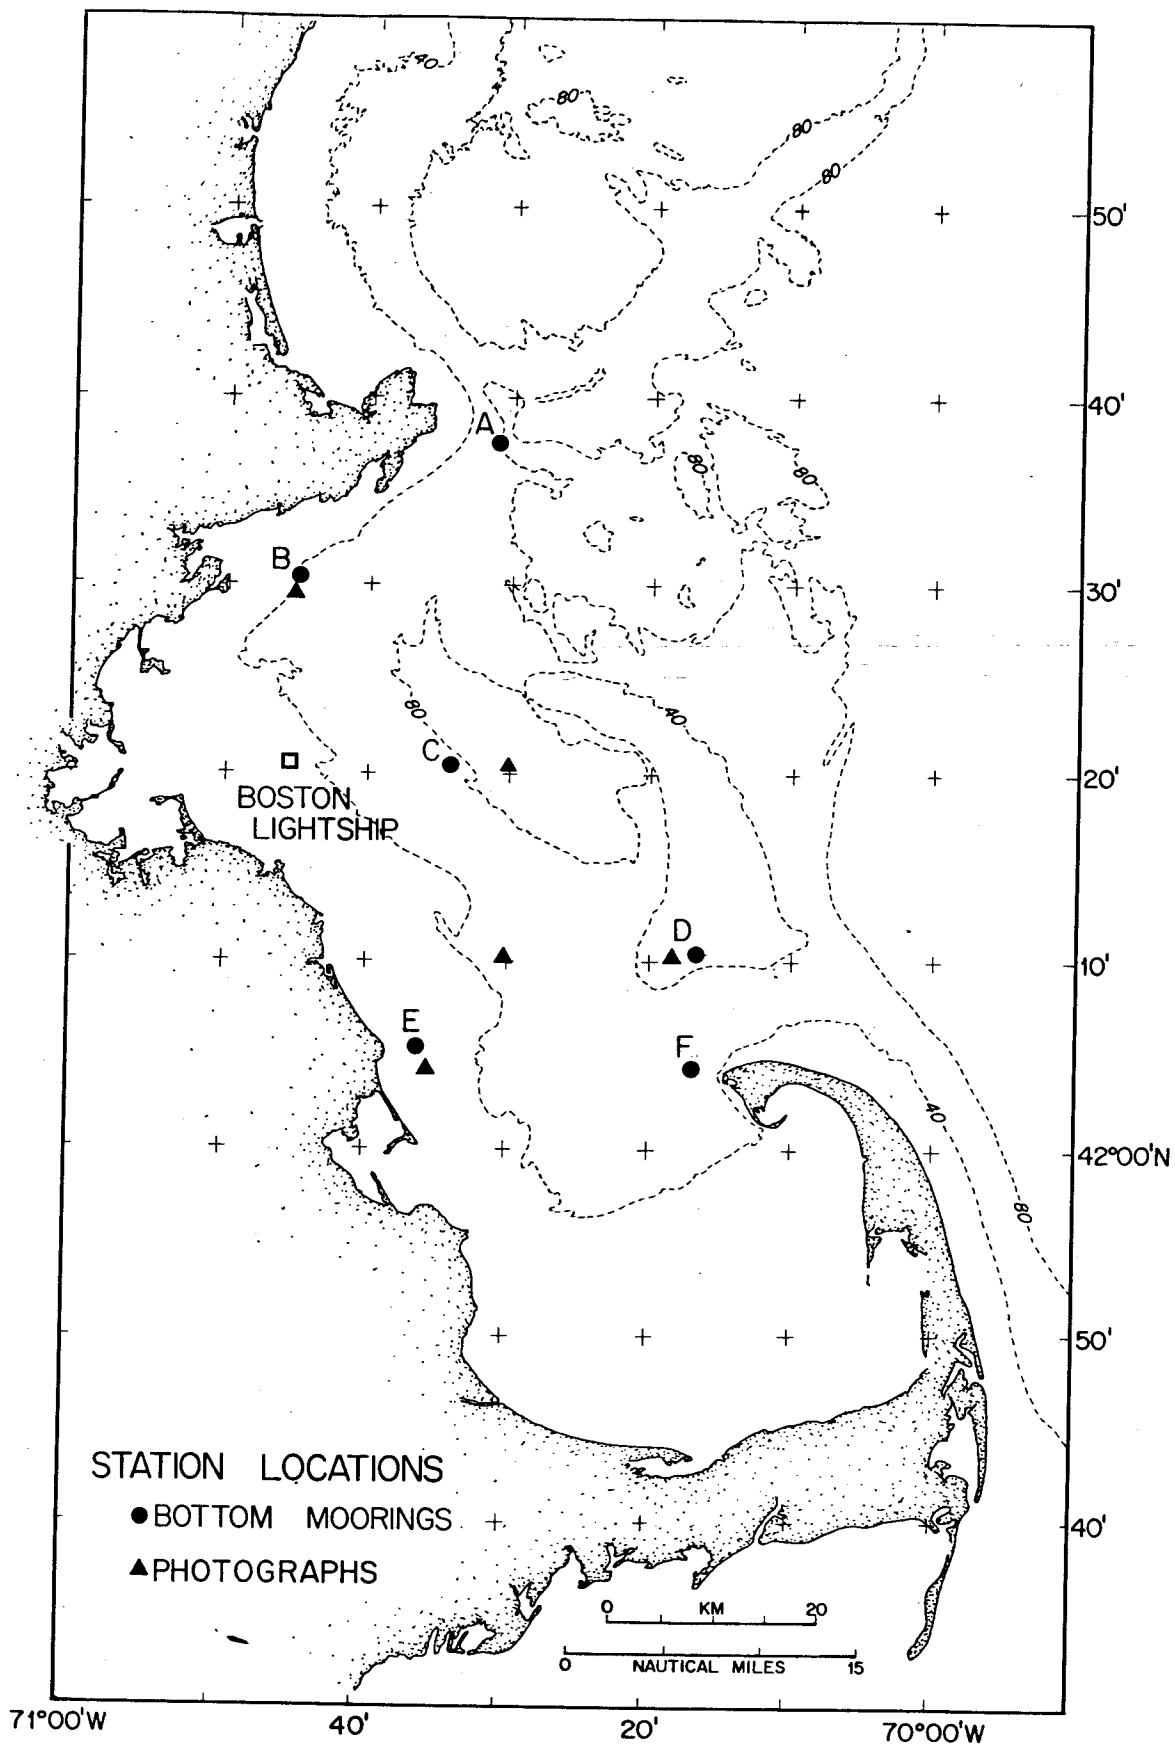 40
80
80
80
50'
40'
A
80
80
B
30'
80
40
C
20'
BOSTON
LIGHTSHIP
D
10'
E
F
40
42°00'N
80
50'
STATION LOCATIONS
BOTTOM MOORINGS
40'
PHOTOGRAPHS
0 KM 20
0 NAUTICAL MILES 15
71°00'W 40' 20' 70°00'W